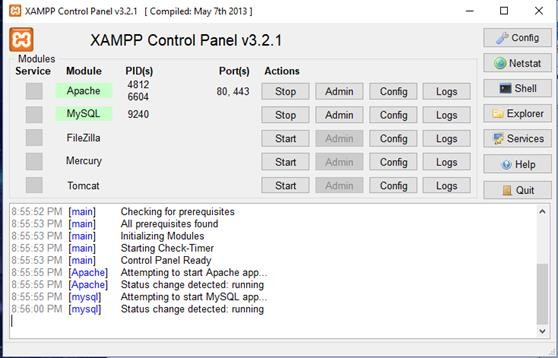 XAMPP Control Panel v3.2.1 [ Compiled: May 7th 2013 ]
XAMPP Control Panel v3.2.1
Config
Modules
Service Module PID(s) Port(s) Actions
Netstat
Apache 4812 6604 80, 443 Stop Admin Config Logs
Shell
MySQL 9240 Stop Admin Config Logs
Explorer
FileZilla Start Admin Config Logs
Services
Mercury Start Admin Config Logs
Help
Tomcat Start Admin Config Logs
Quit
8:55:52 PM [main] Checking for prerequisites
8:55:53 PM [main] All prerequisites found
8:55:53 PM [main] Initializing Modules
8:55:53 PM [main] Starting Check-Timer
8:55:53 PM [main] Control Panel Ready
8:55:55 PM [Apache] Attempting to start Apache app...
8:55:55 PM [Apache] Status change detected: running
8:55:55 PM [mysql] Attempting to start MySQL app...
8:56:00 PM [mysql] Status change detected: running